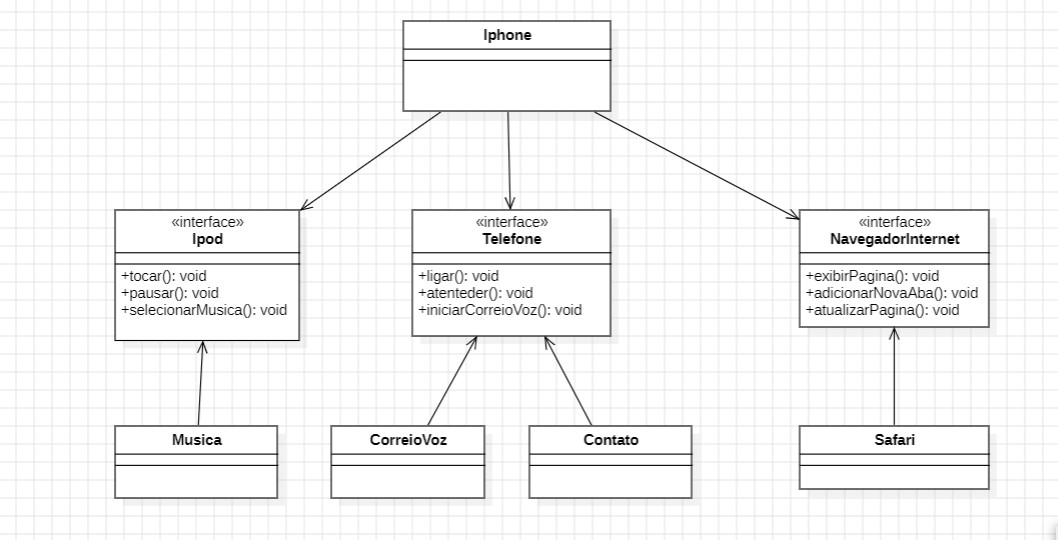 Iphone
«interface»
Ipod
+tocar(): void
+pausar(): void
+selecionarMusica(): void
«interface»
Telefone
+ligar(): void
+atenteder(): void
+iniciarCorreioVoz(): void
«interface»
NavegadorInternet
+exibirPagina(): void
+adicionarNovaAba(): void
+atualizarPagina(): void
Musica
CorreioVoz
Contato
Safari